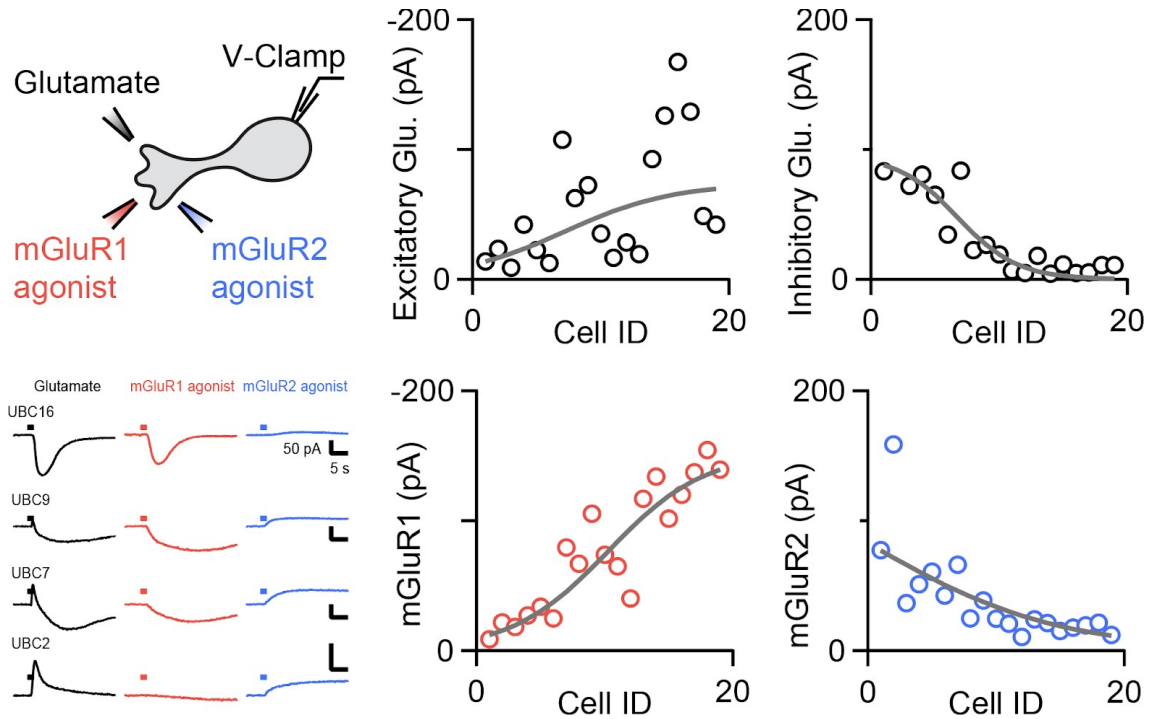 Glutamate
V-Clamp
mGluR1
agonist
mGluR2
agonist
-200
Excitatory Glu. (pA)
0
0
20
Cell ID
200
Inhibitory Glu. (pA)
0
0
20
Cell ID
Glutamate
mGluR1 agonist
mGluR2 agonist
UBC16
50 pA
5 s
UBC9
UBC7
UBC2
-200
mGluR1 (pA)
0
0
20
Cell ID
200
mGluR2 (pA)
0
0
20
Cell ID